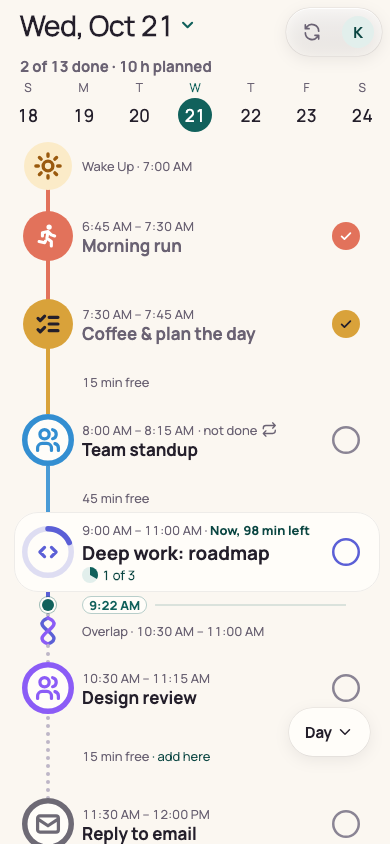 Wed, Oct 21
K
2 of 13 done · 10 h planned
S M T W T F S
18 19 20 21 22 23 24
Wake Up · 7:00 AM
6:45 AM – 7:30 AM
Morning run
7:30 AM – 7:45 AM
Coffee & plan the day
15 min free
8:00 AM – 8:15 AM · not done
Team standup
45 min free
9:00 AM – 11:00 AM · Now, 98 min left
Deep work: roadmap
1 of 3
9:22 AM
Overlap · 10:30 AM – 11:00 AM
10:30 AM – 11:15 AM
Design review
Day
15 min free · add here
11:30 AM – 12:00 PM
Reply to email